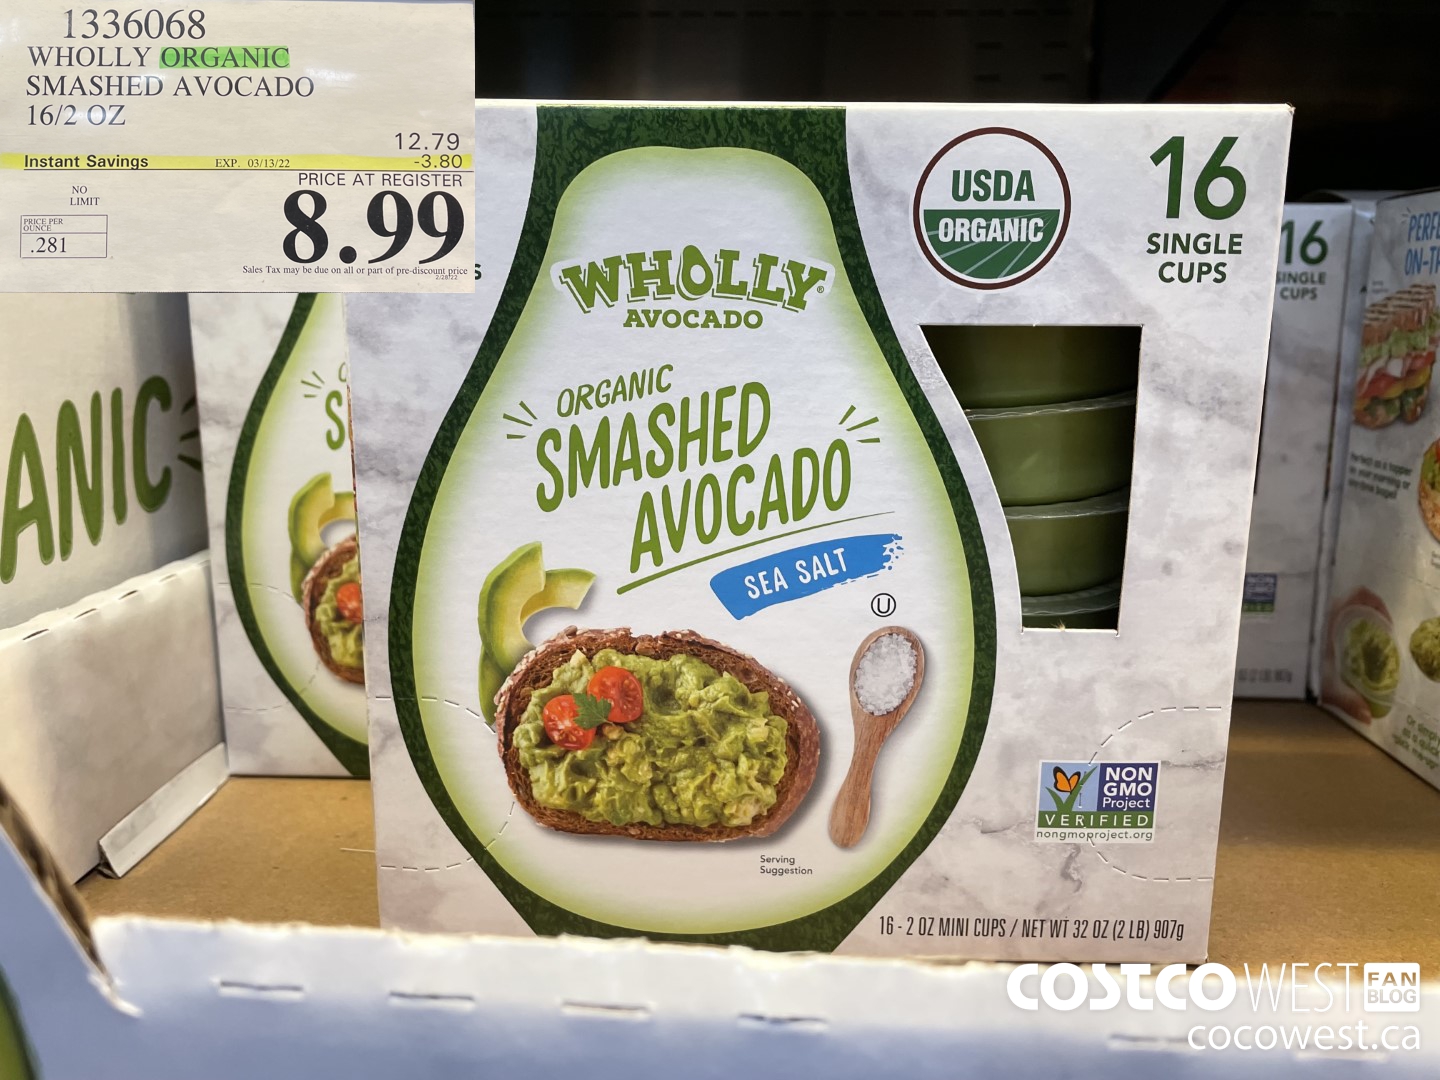 1336068
WHOLLY ORGANIC
SMASHED AVOCADO
16/2 OZ
12.79
Instant Savings EXP. 03/13/22 -3.80
PRICE AT REGISTER
NO
LIMIT
8.99
PRICE PER
OUNCE
.281
Sales Tax may be due on all or part of pre-discount price
2/28/22
USDA
ORGANIC
16
SINGLE
CUPS
WHOLLY®
AVOCADO
ORGANIC
SMASHED
AVOCADO
SEA SALT
U
Serving
Suggestion
NON
GMO
Project
VERIFIED
nongmoproject.org
16 - 2 OZ MINI CUPS / NET WT 32 OZ (2 LB) 907g
ANIC
S
16
SINGLE
CUPS
COSTCO WEST FAN
BLOG
cocowest.ca